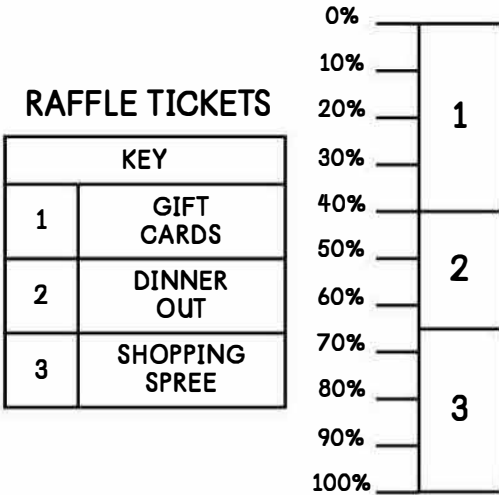 RAFFLE TICKETS
KEY
1 GIFT
CARDS
2 DINNER
OUT
3 SHOPPING
SPREE
0%
10%
20%
30%
40%
50%
60%
70%
80%
90%
100%
1
2
3